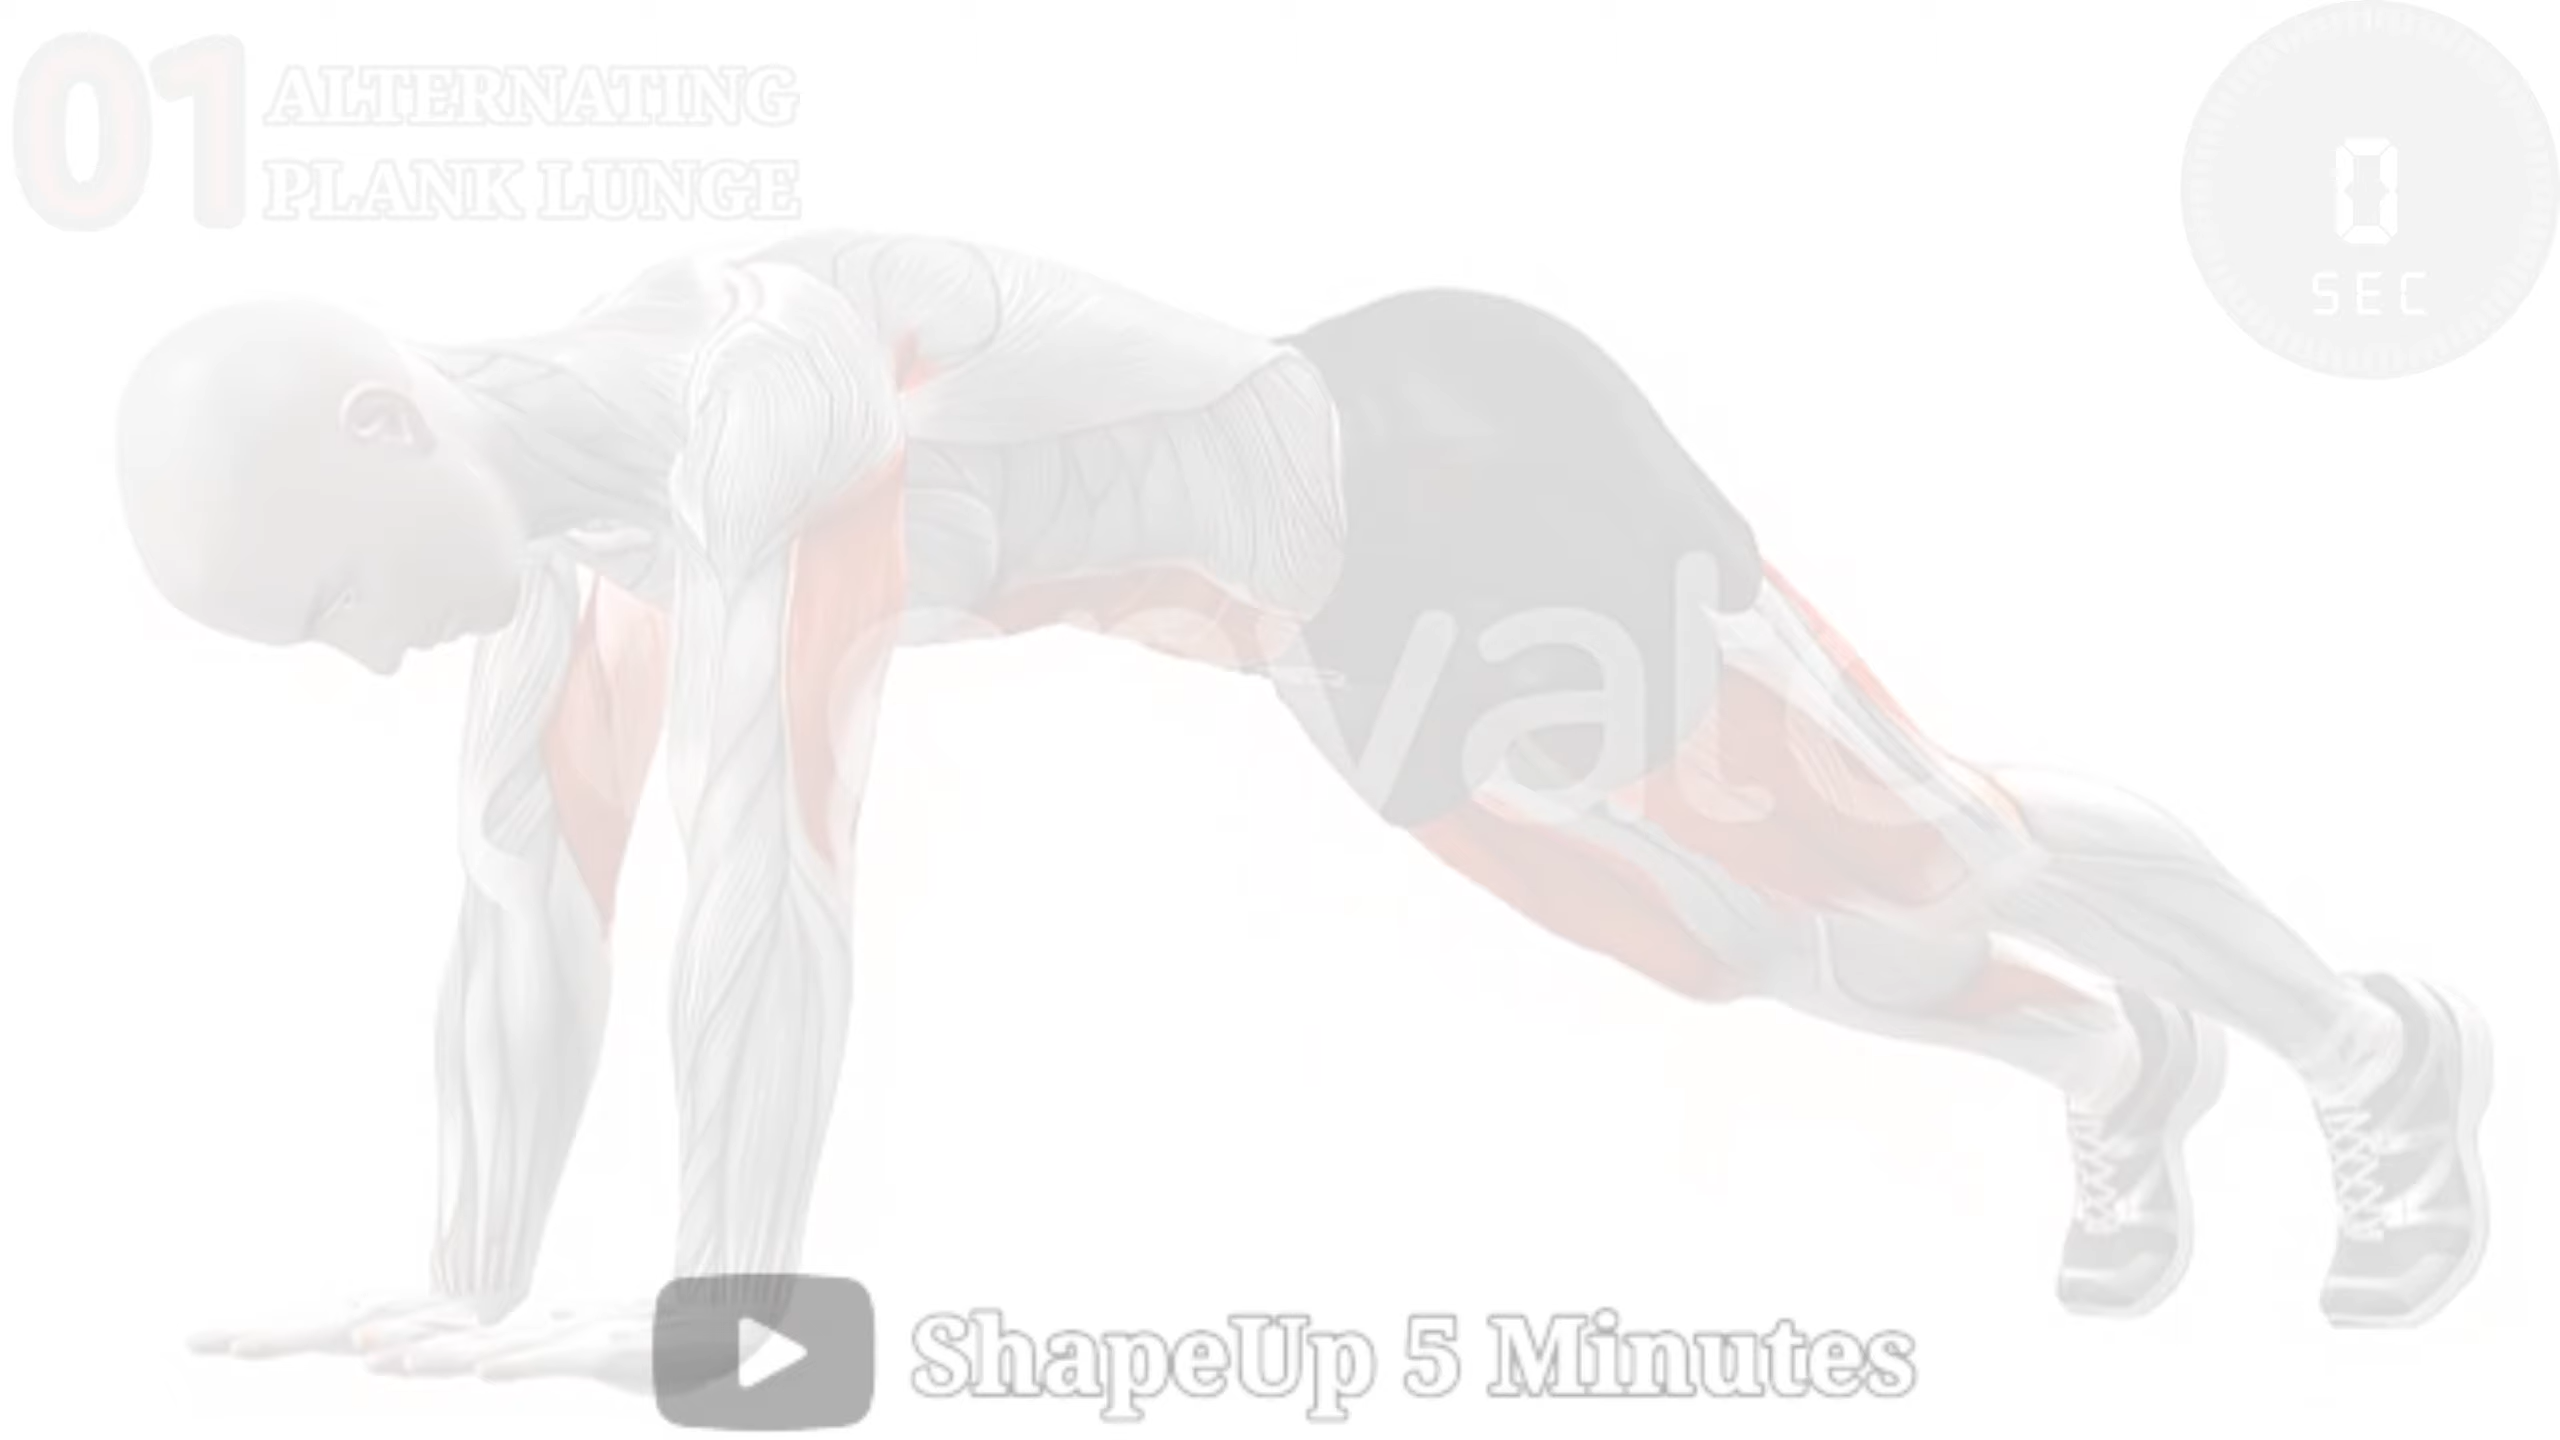 01
ALTERNATING
PLANK LUNGE
0
SEC
ShapeUp 5 Minutes